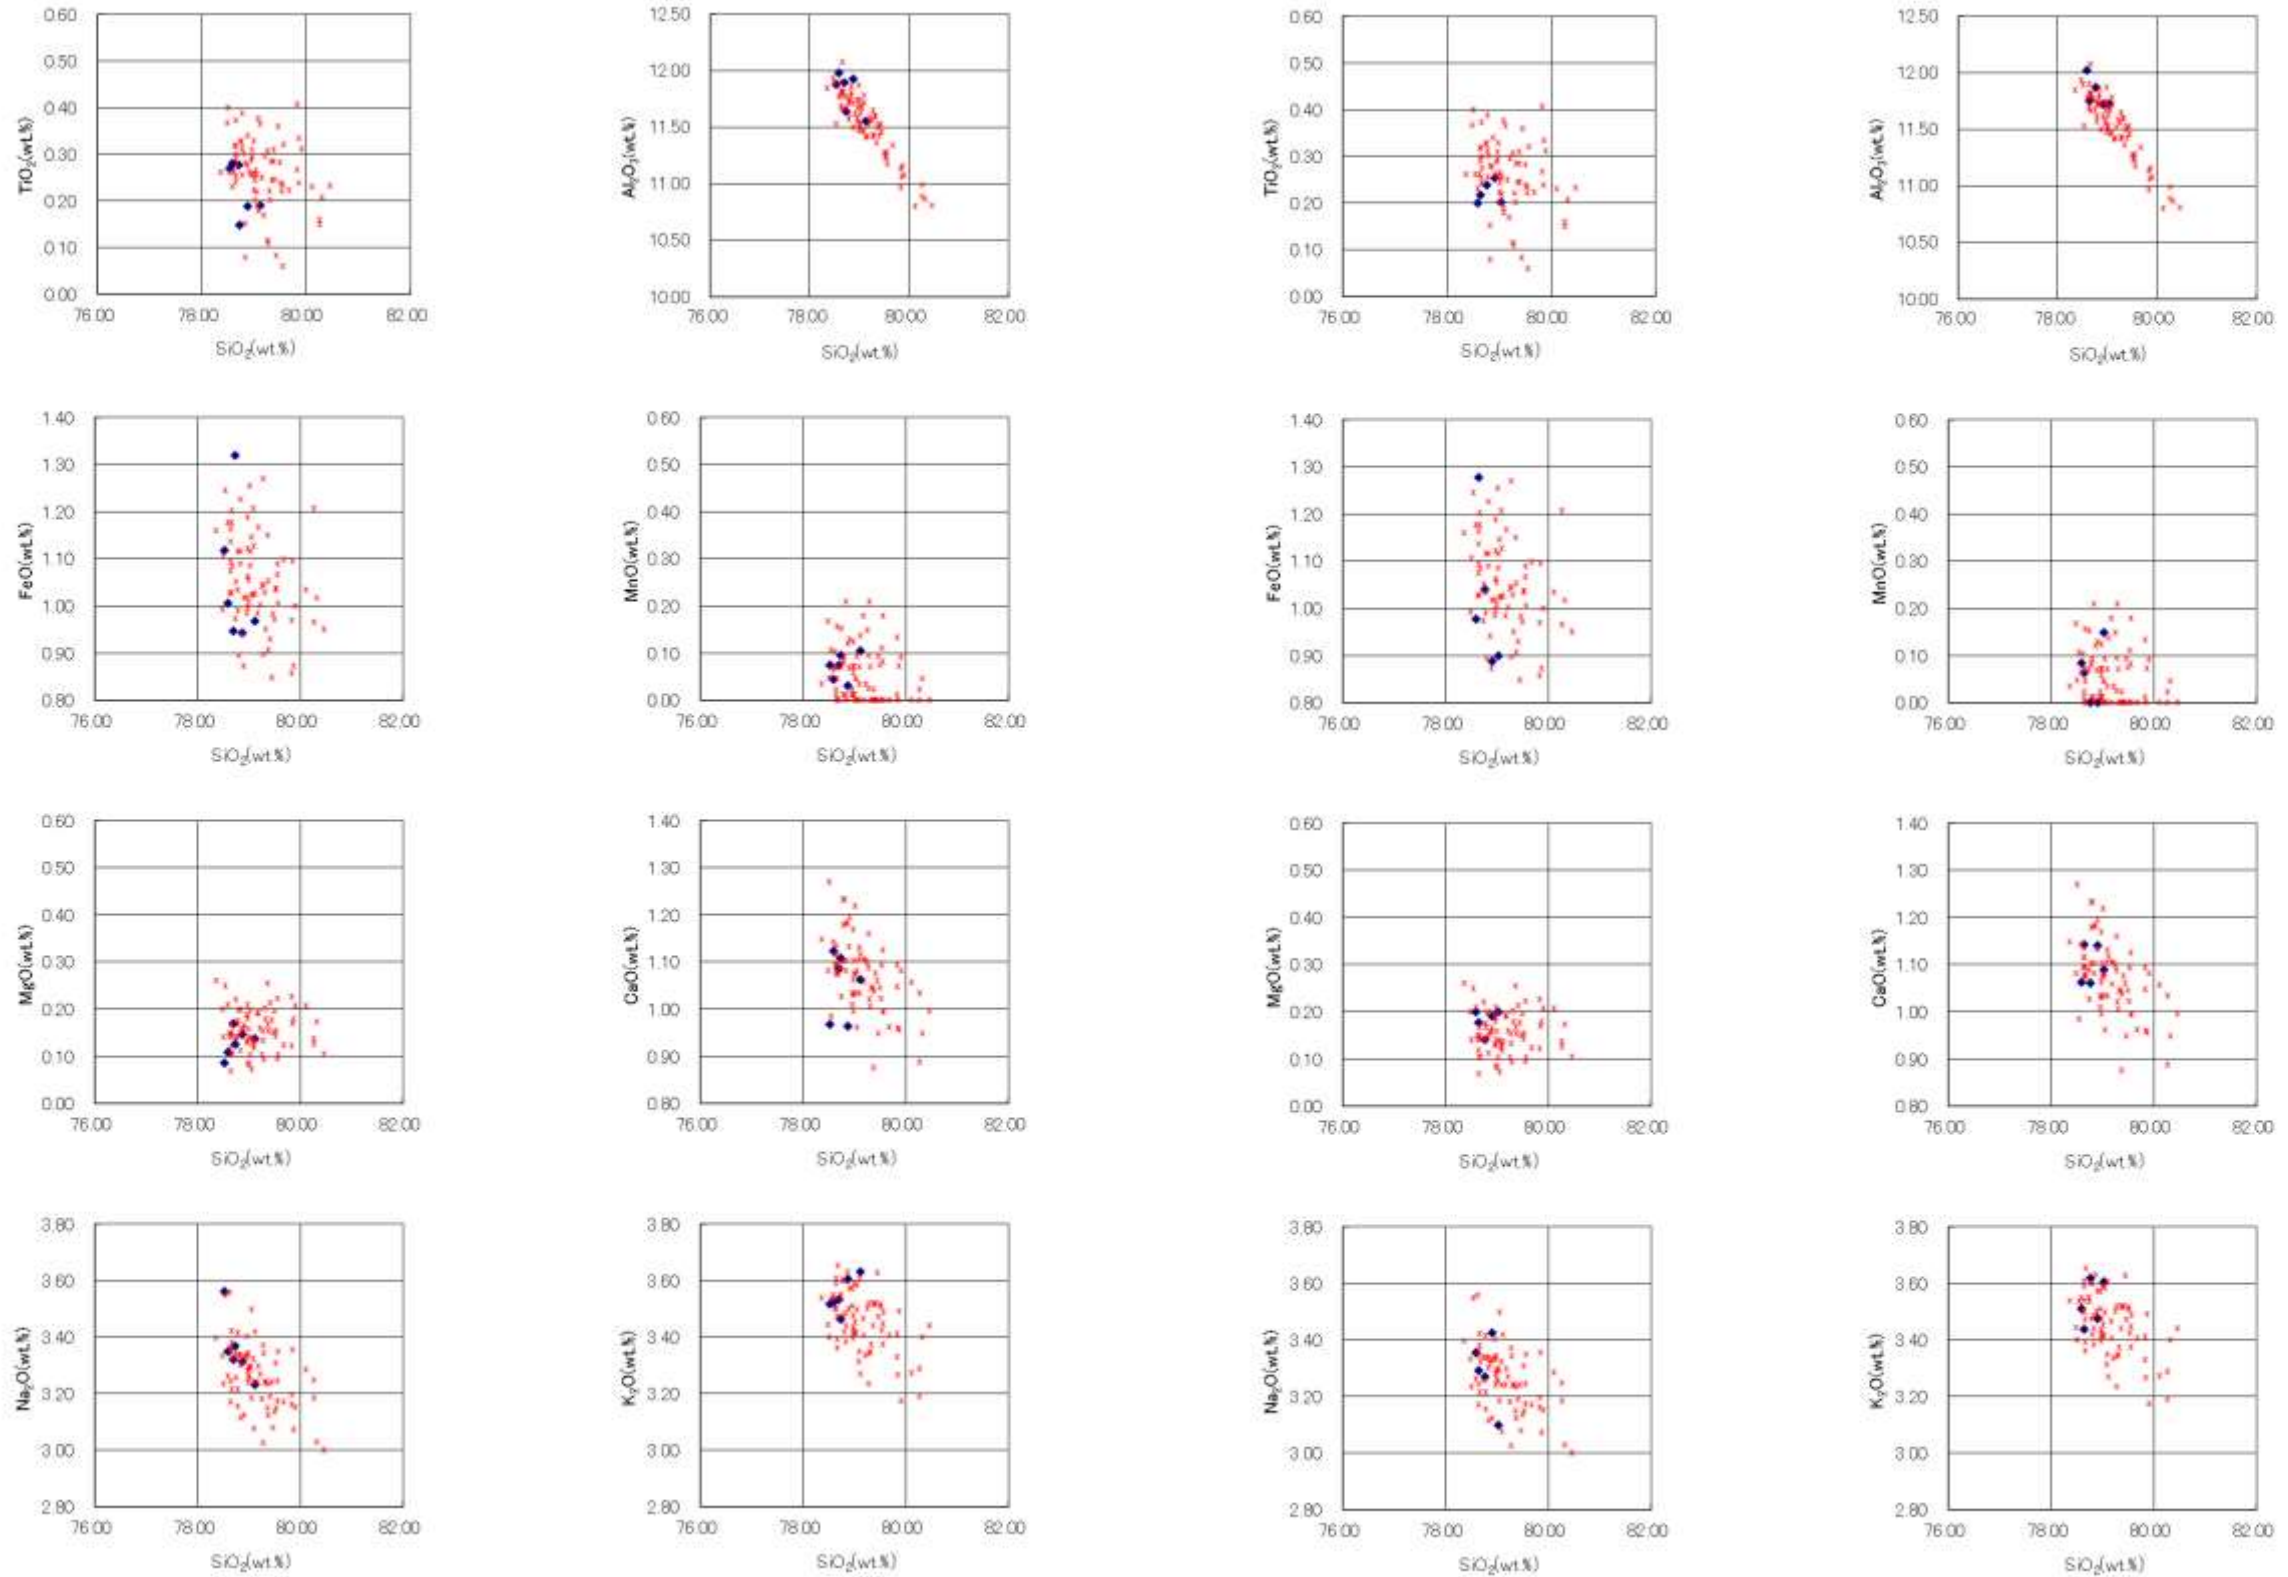 TiO₂(wt.%)
0.60
0.50
0.40
0.30
0.20
0.10
0.00
76.00 78.00 80.00 82.00
SiO₂(wt.%)
Al₂O₃(wt.%)
12.50
12.00
11.50
11.00
10.50
10.00
76.00 78.00 80.00 82.00
SiO₂(wt.%)
TiO₂(wt.%)
0.60
0.50
0.40
0.30
0.20
0.10
0.00
76.00 78.00 80.00 82.00
SiO₂(wt.%)
Al₂O₃(wt.%)
12.50
12.00
11.50
11.00
10.50
10.00
76.00 78.00 80.00 82.00
SiO₂(wt.%)
FeO(wt.%)
1.40
1.30
1.20
1.10
1.00
0.90
0.80
76.00 78.00 80.00 82.00
SiO₂(wt.%)
MnO(wt.%)
0.60
0.50
0.40
0.30
0.20
0.10
0.00
76.00 78.00 80.00 82.00
SiO₂(wt.%)
FeO(wt.%)
1.40
1.30
1.20
1.10
1.00
0.90
0.80
76.00 78.00 80.00 82.00
SiO₂(wt.%)
MnO(wt.%)
0.60
0.50
0.40
0.30
0.20
0.10
0.00
76.00 78.00 80.00 82.00
SiO₂(wt.%)
MgO(wt.%)
0.60
0.50
0.40
0.30
0.20
0.10
0.00
76.00 78.00 80.00 82.00
SiO₂(wt.%)
CaO(wt.%)
1.40
1.30
1.20
1.10
1.00
0.90
0.80
76.00 78.00 80.00 82.00
SiO₂(wt.%)
MgO(wt.%)
0.60
0.50
0.40
0.30
0.20
0.10
0.00
76.00 78.00 80.00 82.00
SiO₂(wt.%)
CaO(wt.%)
1.40
1.30
1.20
1.10
1.00
0.90
0.80
76.00 78.00 80.00 82.00
SiO₂(wt.%)
Na₂O(wt.%)
3.80
3.60
3.40
3.20
3.00
2.80
76.00 78.00 80.00 82.00
SiO₂(wt.%)
K₂O(wt.%)
3.80
3.60
3.40
3.20
3.00
2.80
76.00 78.00 80.00 82.00
SiO₂(wt.%)
Na₂O(wt.%)
3.80
3.60
3.40
3.20
3.00
2.80
76.00 78.00 80.00 82.00
SiO₂(wt.%)
K₂O(wt.%)
3.80
3.60
3.40
3.20
3.00
2.80
76.00 78.00 80.00 82.00
SiO₂(wt.%)